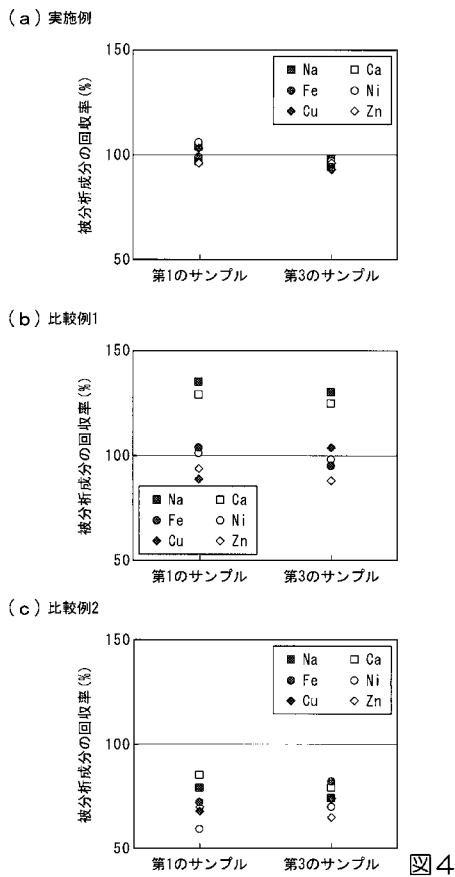 (a) 実施例
150
100
50
被分析成分の回収率(%)
Na Ca
Fe Ni
Cu Zn
第1のサンプル 第3のサンプル
(b) 比較例1
150
100
50
被分析成分の回収率(%)
Na Ca
Fe Ni
Cu Zn
第1のサンプル 第3のサンプル
(c) 比較例2
150
100
50
被分析成分の回収率(%)
Na Ca
Fe Ni
Cu Zn
第1のサンプル 第3のサンプル
図4